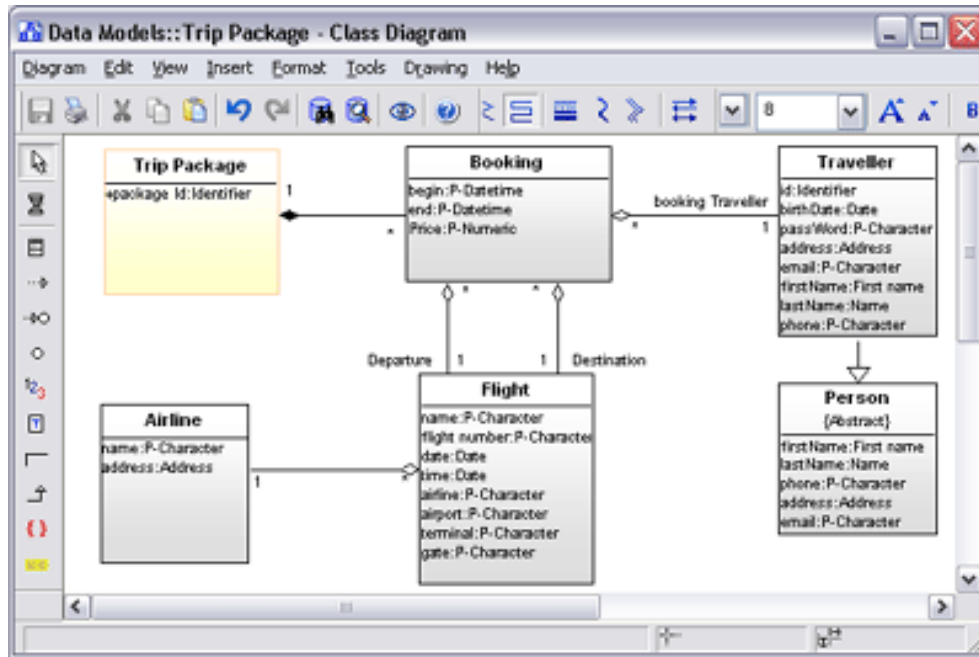 Data Models::Trip Package - Class Diagram
Diagram Edit View Insert Format Tools Drawing Help
8 A A B
Trip Package
+package Id:Identifier
1
*
Booking
begin:P-Datetime
end:P-Datetime
Price:P-Numeric
booking Traveller
*
1
Traveller
id:Identifier
birthDate:Date
passWord:P-Character
address:Address
email:P-Character
firstName:First name
lastName:Name
phone:P-Character
*
*
Departure
1
1
Destination
Flight
name:P-Character
flight number:P-Character
date:Date
time:Date
airline:P-Character
airport:P-Character
terminal:P-Character
gate:P-Character
Airline
name:P-Character
address:Address
1
*
Person
{Abstract}
firstName:First name
lastName:Name
phone:P-Character
address:Address
email:P-Character
123
T
{}